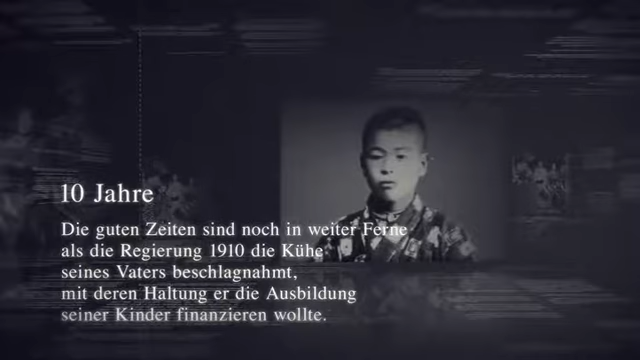 10 Jahre
Die guten Zeiten sind noch in weiter Ferne
als die Regierung 1910 die Kühe
seines Vaters beschlagnahmt,
mit deren Haltung er die Ausbildung
seiner Kinder finanzieren wollte.